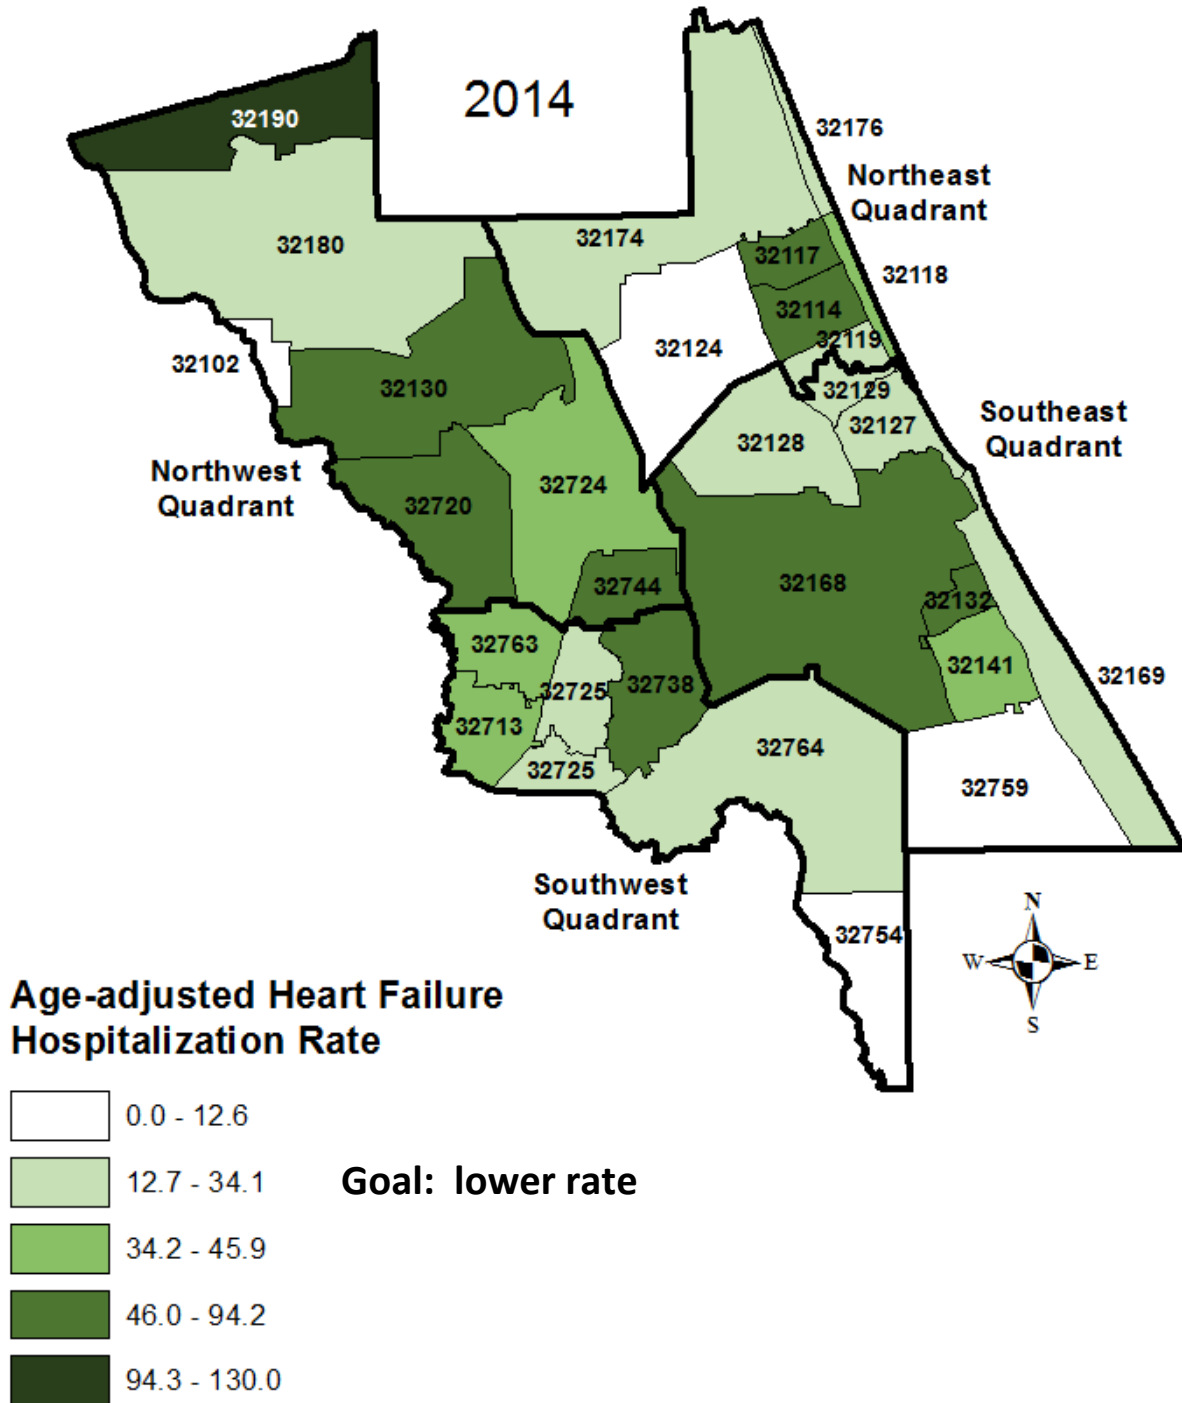 2014
32190
32176
Northeast
Quadrant
32180
32174
32117
32118
32114
32119
32124
32102
32130
32129
32127
32128
Southeast
Quadrant
Northwest
Quadrant
32724
32720
32744
32168
32132
32763
32141
32725
32738
32169
32713
32764
32725
32759
Southwest
Quadrant
32754
N
W
E
S
Age-adjusted Heart Failure
Hospitalization Rate
0.0 - 12.6
12.7 - 34.1
Goal: lower rate
34.2 - 45.9
46.0 - 94.2
94.3 - 130.0